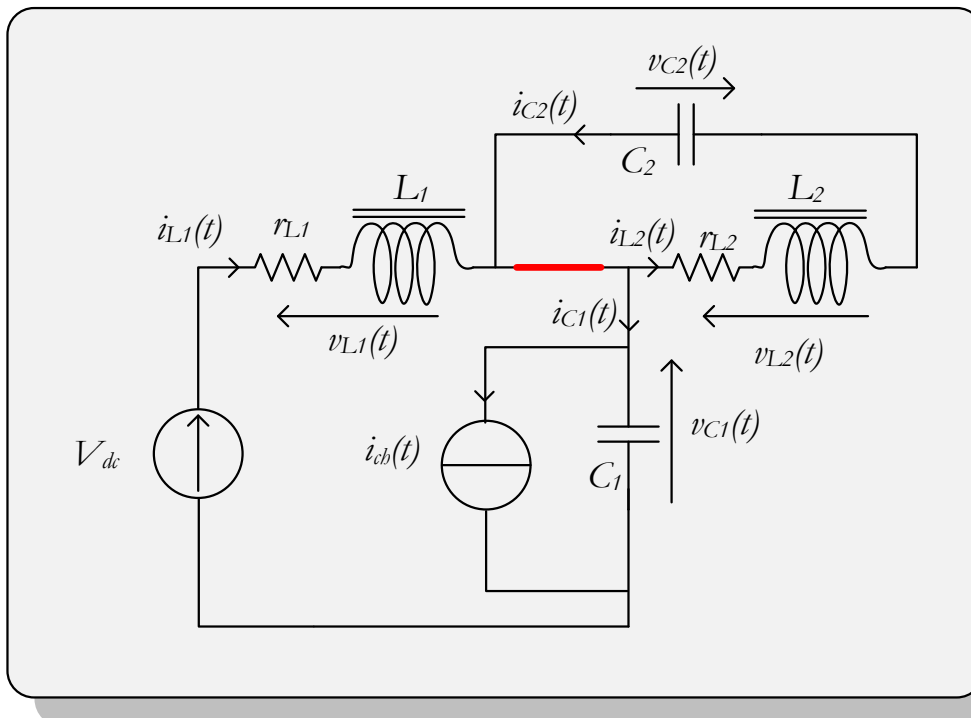 vC2(t)
iC2(t)
C2
L1
L2
iL1(t)
rL1
iL2(t)
rL2
vL1(t)
iC1(t)
vL2(t)
Vdc
ich(t)
C1
vC1(t)